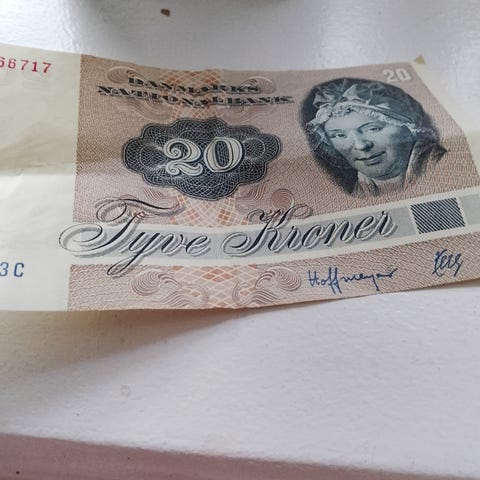 66717
20
DANMARKS
NATIONALBANK
20
Tyve Kroner
3C
Hoffmeyer